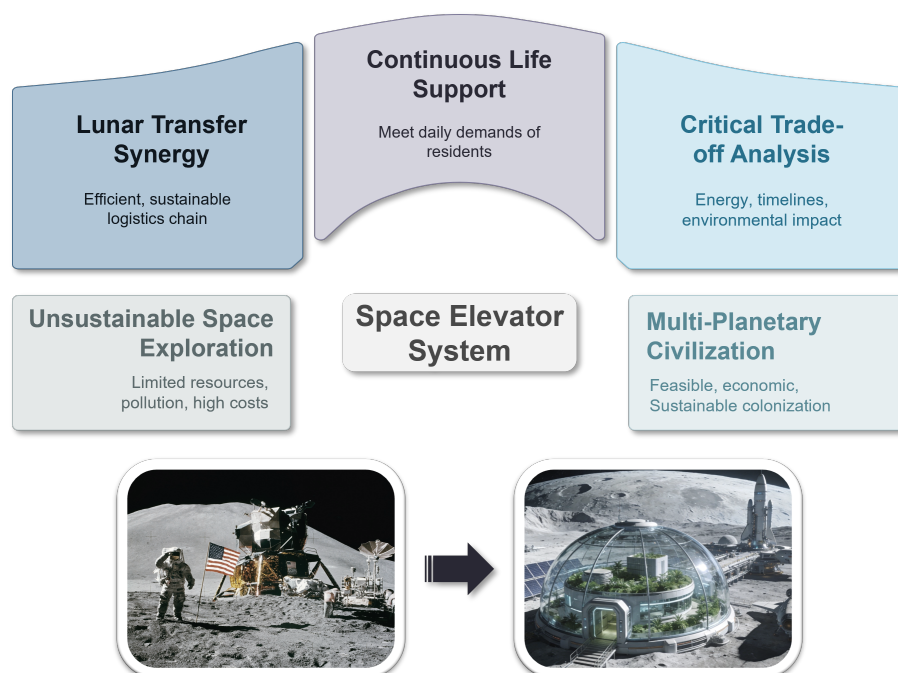 Continuous Life
Support
Meet daily demands of
residents
Lunar Transfer
Synergy
Efficient, sustainable
logistics chain
Critical Trade-
off Analysis
Energy, timelines,
environmental impact
Unsustainable Space
Exploration
Limited resources,
pollution, high costs
Space Elevator
System
Multi-Planetary
Civilization
Feasible, economic,
Sustainable colonization